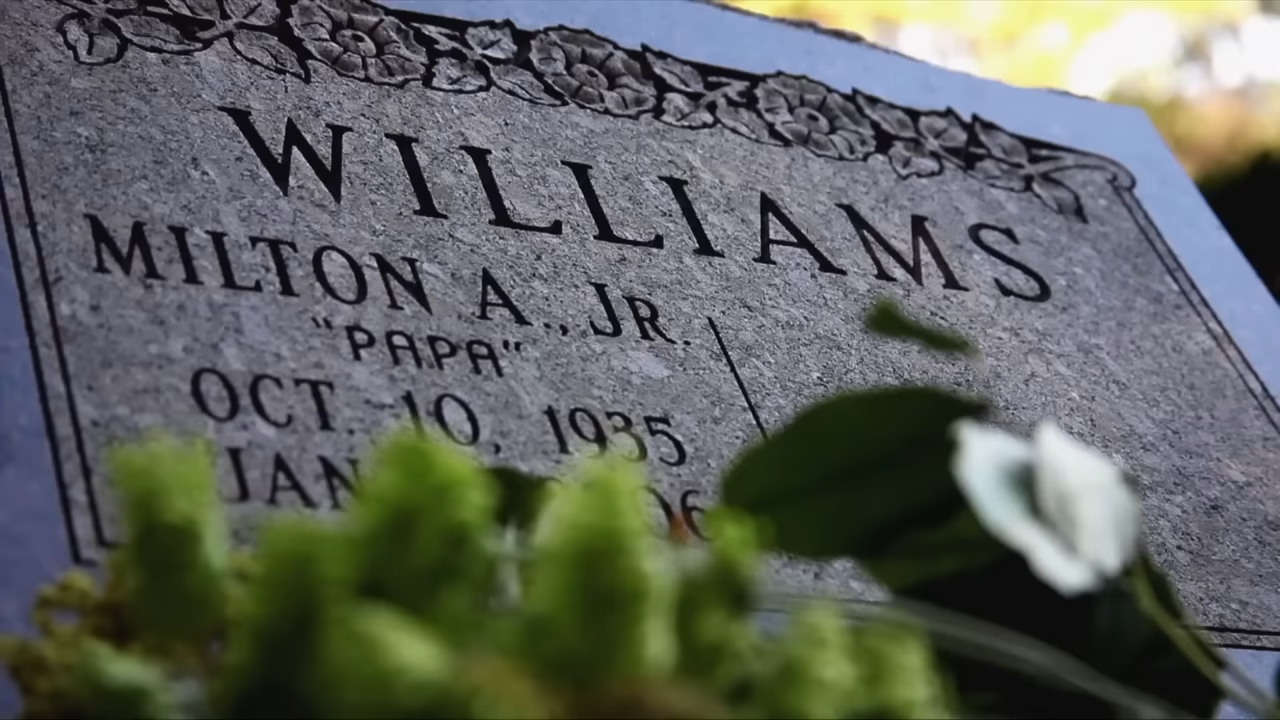 WILLIAMS
MILTON A., JR.
"PAPA"
OCT. 10, 1935
JAN